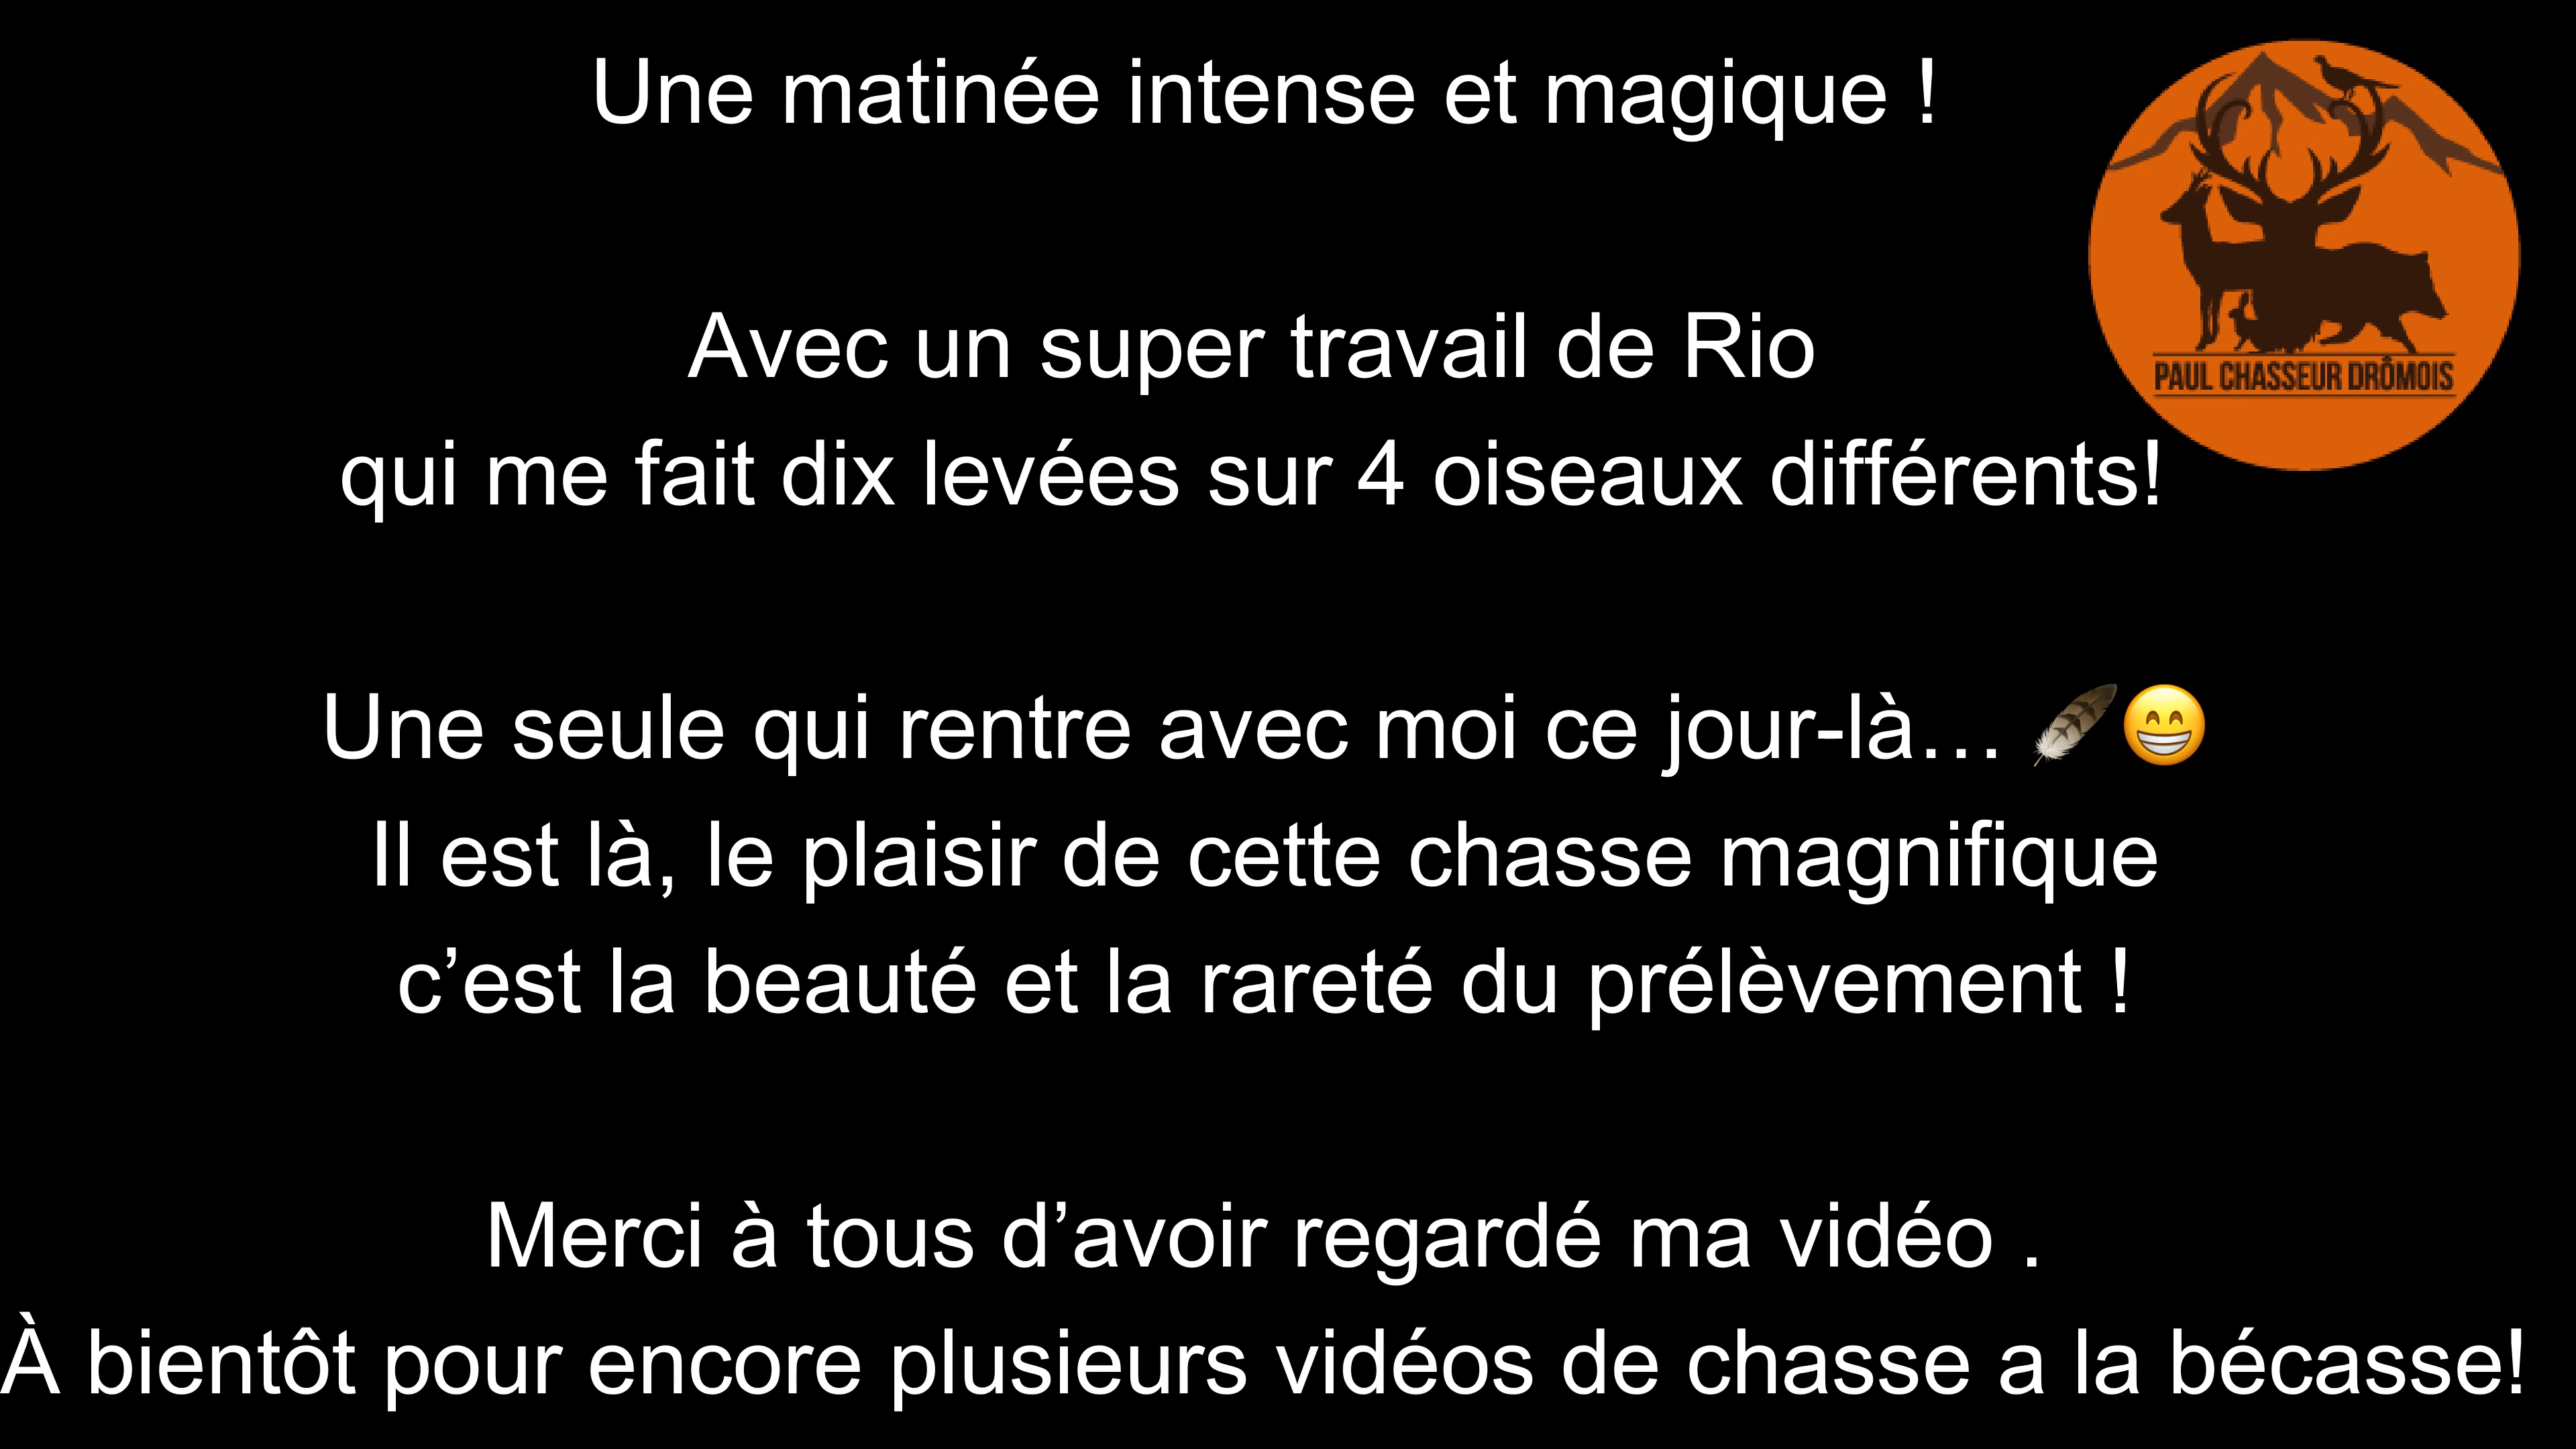 Une matinée intense et magique !
Avec un super travail de Rio
qui me fait dix levées sur 4 oiseaux différents!
Une seule qui rentre avec moi ce jour-là… 🪶😁
Il est là, le plaisir de cette chasse magnifique
c’est la beauté et la rareté du prélèvement !
Merci à tous d’avoir regardé ma vidéo .
À bientôt pour encore plusieurs vidéos de chasse a la bécasse!
PAUL CHASSEUR DRÔMOIS